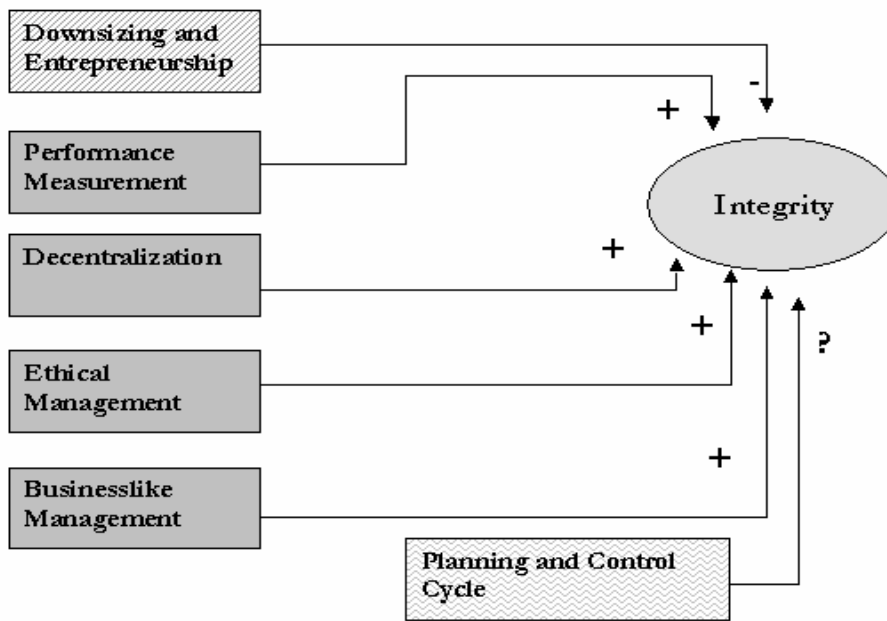 Downsizing and
Entrepreneurship
-
+
Performance
Measurement
Integrity
Decentralization
+
+
?
Ethical
Management
+
Businesslike
Management
Planning and Control
Cycle